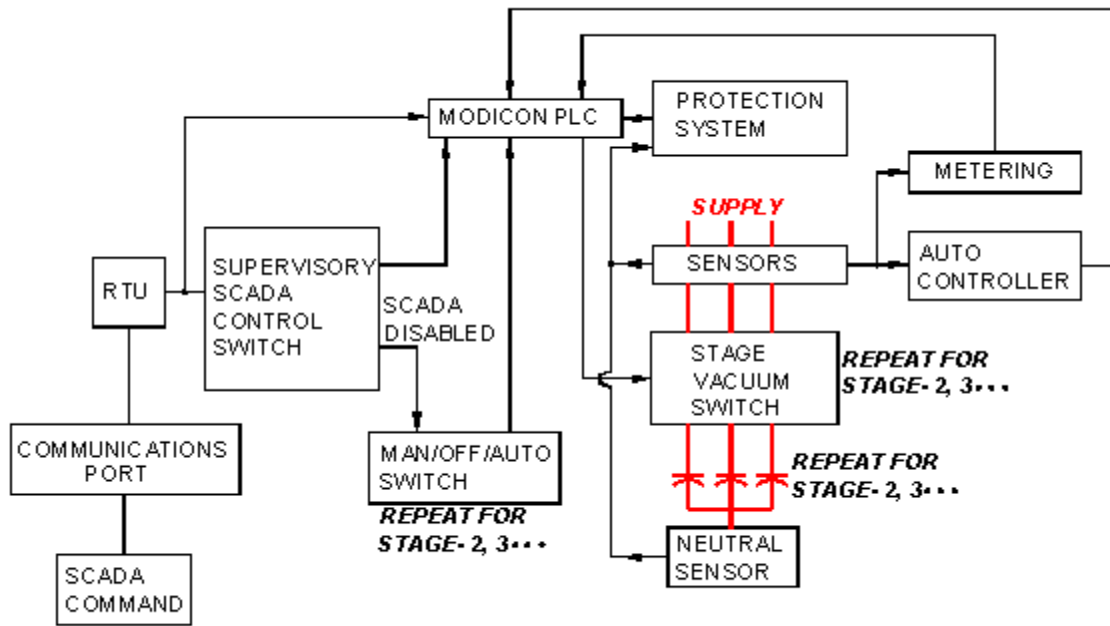 MODICON PLC
PROTECTION
SYSTEM
METERING
SUPPLY
SENSORS
AUTO
CONTROLLER
RTU
SUPERVISORY
SCADA
CONTROL
SWITCH
SCADA
DISABLED
STAGE
VACUUM
SWITCH
REPEAT FOR
STAGE- 2, 3•••
COMMUNICATIONS
PORT
MAN/OFF/AUTO
SWITCH
REPEAT FOR
STAGE- 2, 3•••
REPEAT FOR
STAGE- 2, 3•••
NEUTRAL
SENSOR
SCADA
COMMAND